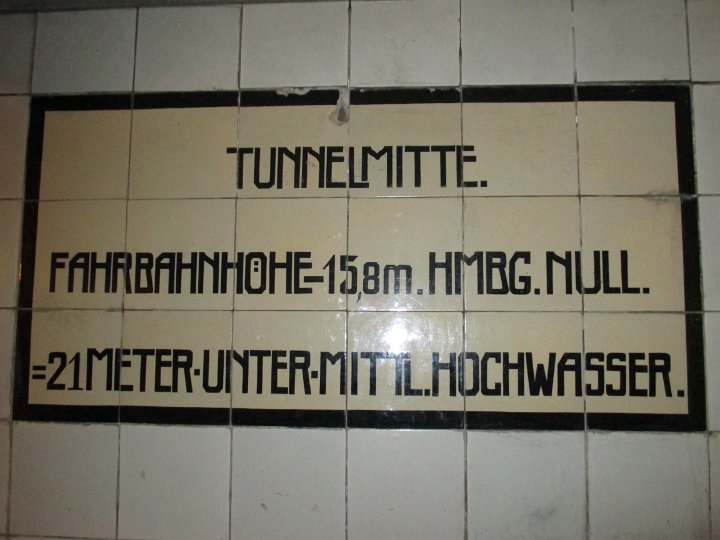 TUNNELMITTE.
FAHRBAHNHÖHE-15,8m. HMBG. NULL.
=21 METER·UNTER·MITTL. HOCHWASSER.